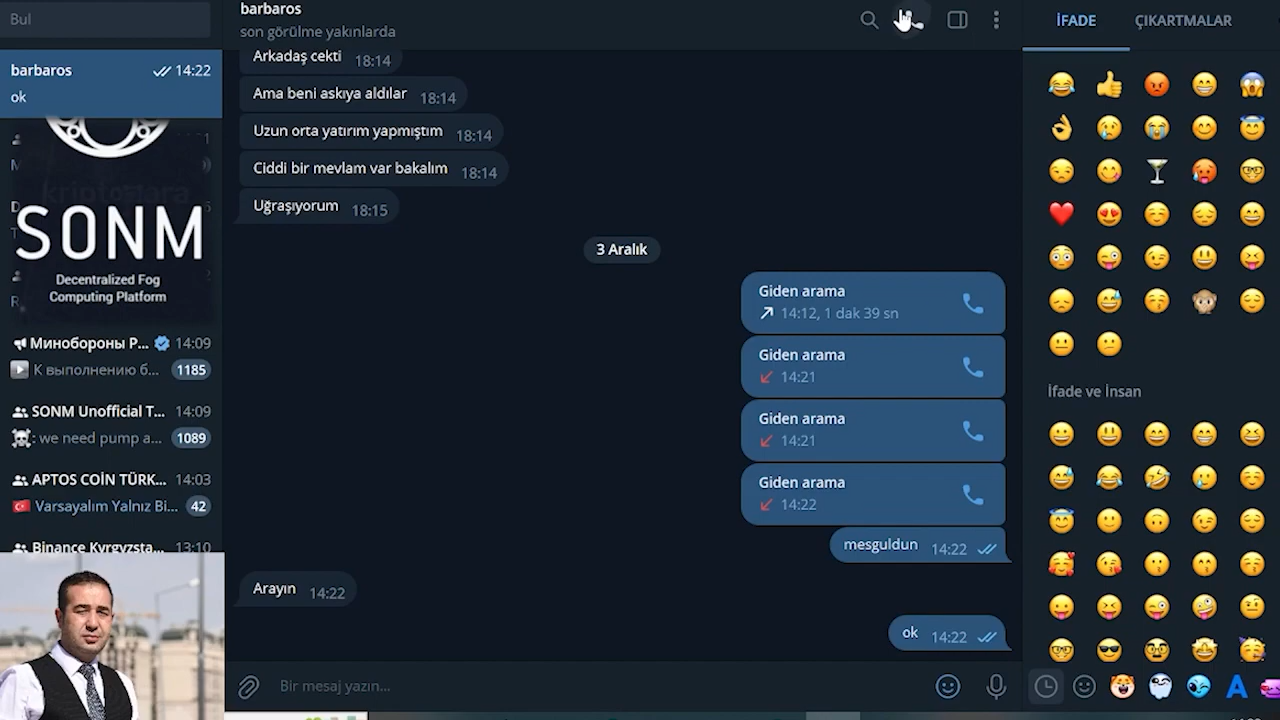 Bul
barbaros
14:22
ok
SONM
Decentralized Fog
Computing Platform
Минобороны Р...
14:09
К выполнению б...
1185
SONM Unofficial T...
14:09
: we need pump a...
1089
APTOS COİN TÜRK...
14:03
Varsayalım Yalnız Bi...
42
Binance Kyrgyzsta...
13:10
barbaros
son görülme yakınlarda
Arkadaş cekti 18:14
Ama beni askıya aldılar 18:14
Uzun orta yatırım yapmıştım 18:14
Ciddi bir mevlam var bakalım 18:14
Uğraşıyorum 18:15
3 Aralık
Giden arama
14:12, 1 dak 39 sn
Giden arama
14:21
Giden arama
14:21
Giden arama
14:22
mesguldun 14:22
Arayın 14:22
ok 14:22
Bir mesaj yazın...
İFADE
ÇIKARTMALAR
İfade ve İnsan